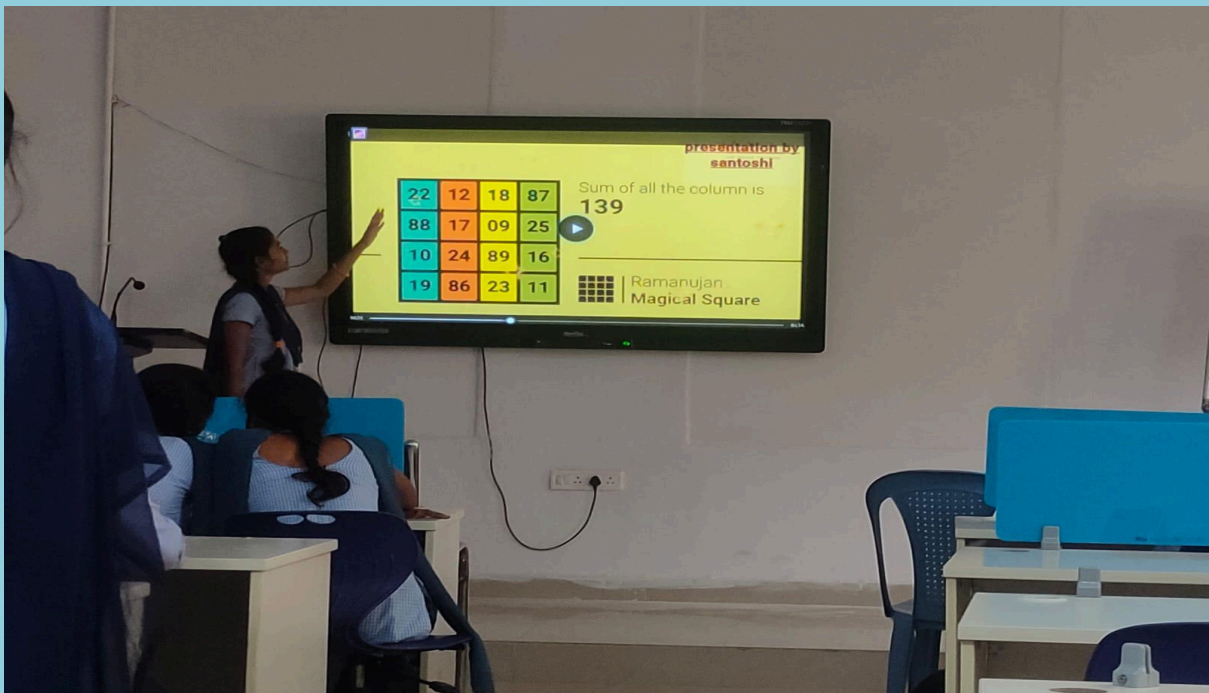 presentation by
santoshi
22 12 18 87
88 17 09 25
10 24 89 16
19 86 23 11
Sum of all the column is
139
Ramanujan
Magical Square